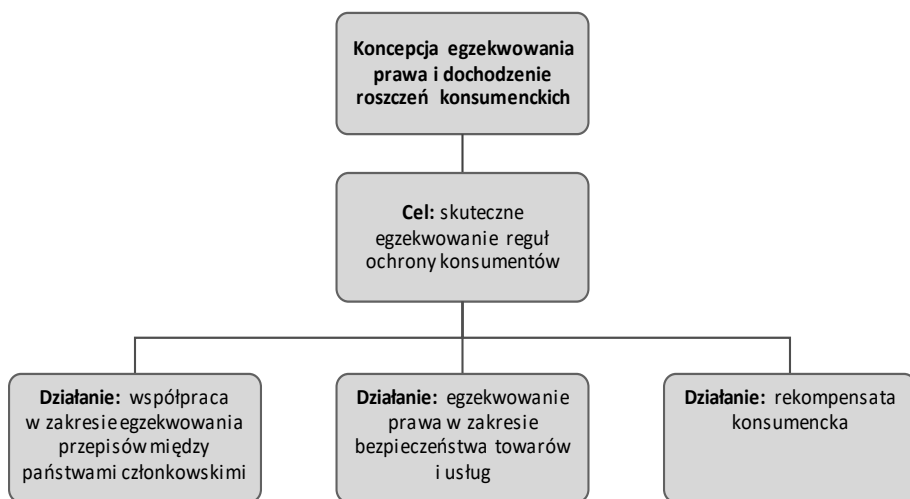 Koncepcja egzekwowania
prawa i dochodzenie
roszczeń konsumenckich
Cel: skuteczne
egzekwowanie reguł
ochrony konsumentów
Działanie: współpraca
w zakresie egzekwowania
przepisów między
państwami członkowskimi
Działanie: egzekwowanie
prawa w zakresie
bezpieczeństwa towarów
i usług
Działanie: rekompensata
konsumencka